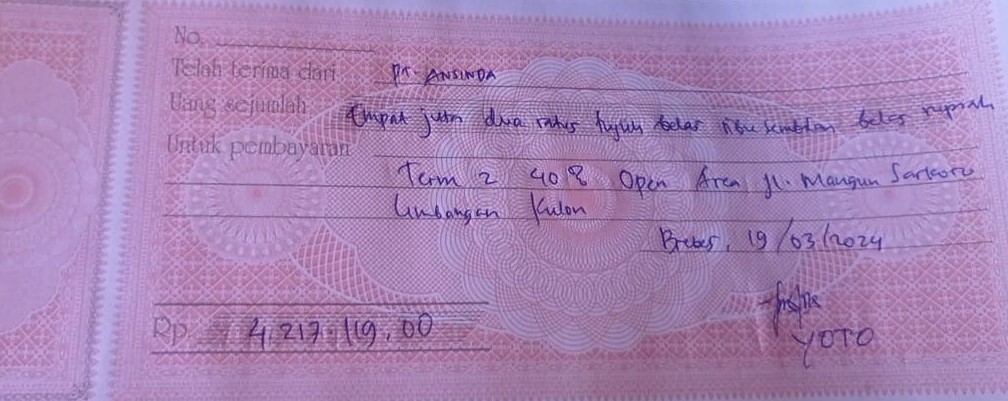 No.
Telah terima dari PT. ANSINDA
Uang sejumlah Empat juta dua ratus tujuh belas ribu sembilan belas rupiah
Untuk pembayaran
Term 2 40% Open Area Jl. Mangun Sarkoro
Limbangan Kulon
Brebes, 19/03/2024
Rp. 4.217.119,00
YOTO